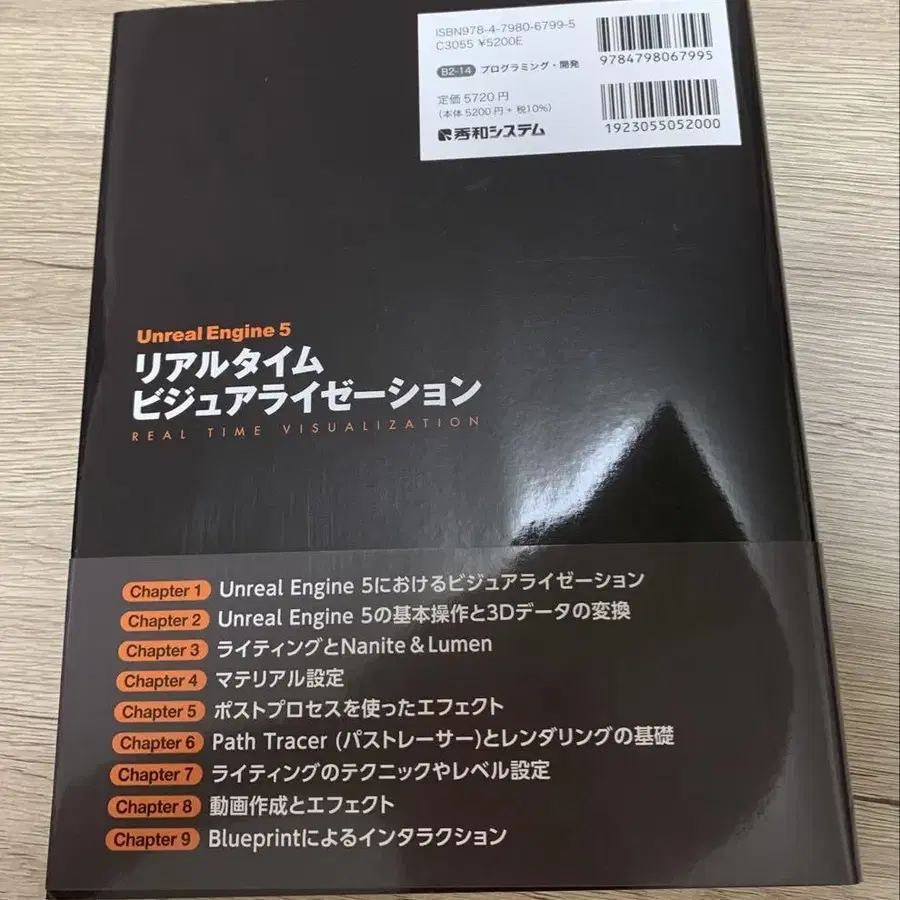 ISBN978-4-7980-6799-5
C3055 ¥5200E
B2-14 プログラミング・開発
定価 5720 円
(本体 5200 円 + 税10%)
秀和システム
9784798067995
1923055052000
Unreal Engine 5
リアルタイム
ビジュアライゼーション
REAL TIME VISUALIZATION
Chapter 1 Unreal Engine 5におけるビジュアライゼーション
Chapter 2 Unreal Engine 5の基本操作と3Dデータの変換
Chapter 3 ライティングとNanite＆Lumen
Chapter 4 マテリアル設定
Chapter 5 ポストプロセスを使ったエフェクト
Chapter 6 Path Tracer (パストレーサー)とレンダリングの基礎
Chapter 7 ライティングのテクニックやレベル設定
Chapter 8 動画作成とエフェクト
Chapter 9 Blueprintによるインタラクション